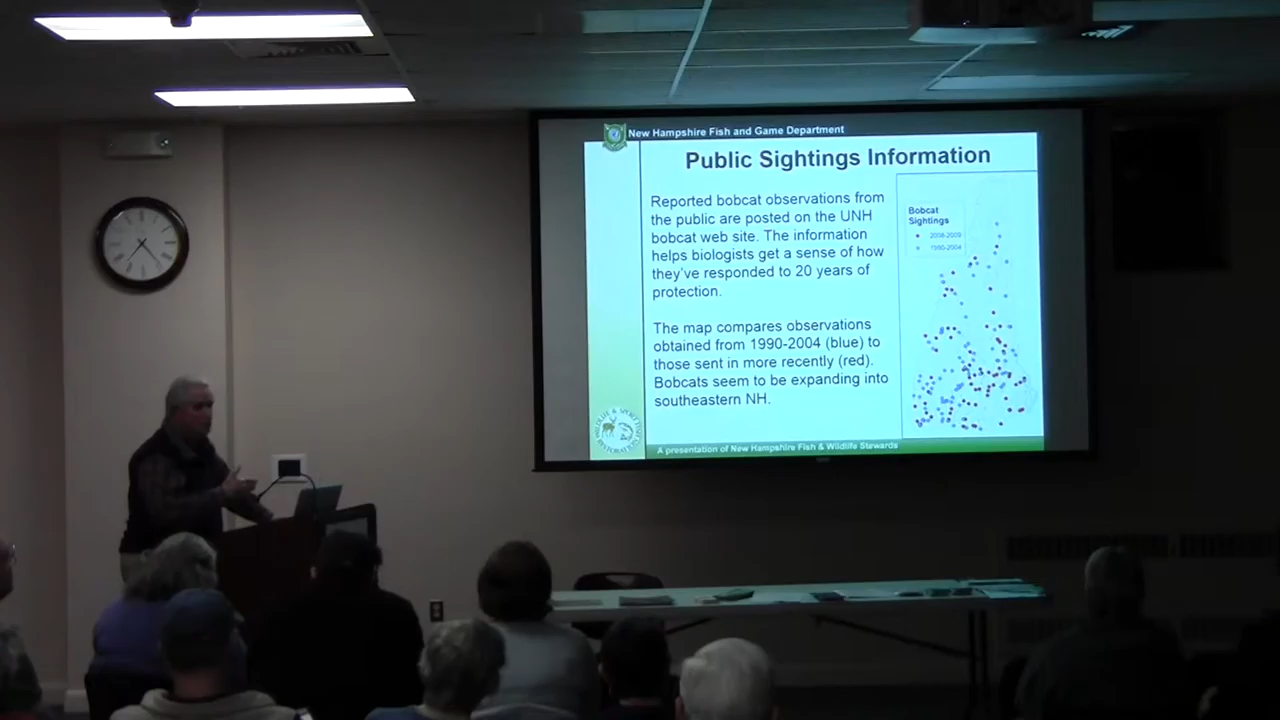 New Hampshire Fish and Game Department
Public Sightings Information
Reported bobcat observations from
the public are posted on the UNH
bobcat web site. The information
helps biologists get a sense of how
they've responded to 20 years of
protection.
The map compares observations
obtained from 1990-2004 (blue) to
those sent in more recently (red).
Bobcats seem to be expanding into
southeastern NH.
Bobcat
Sightings
2008-2009
1990-2004
A presentation of New Hampshire Fish & Wildlife Stewards